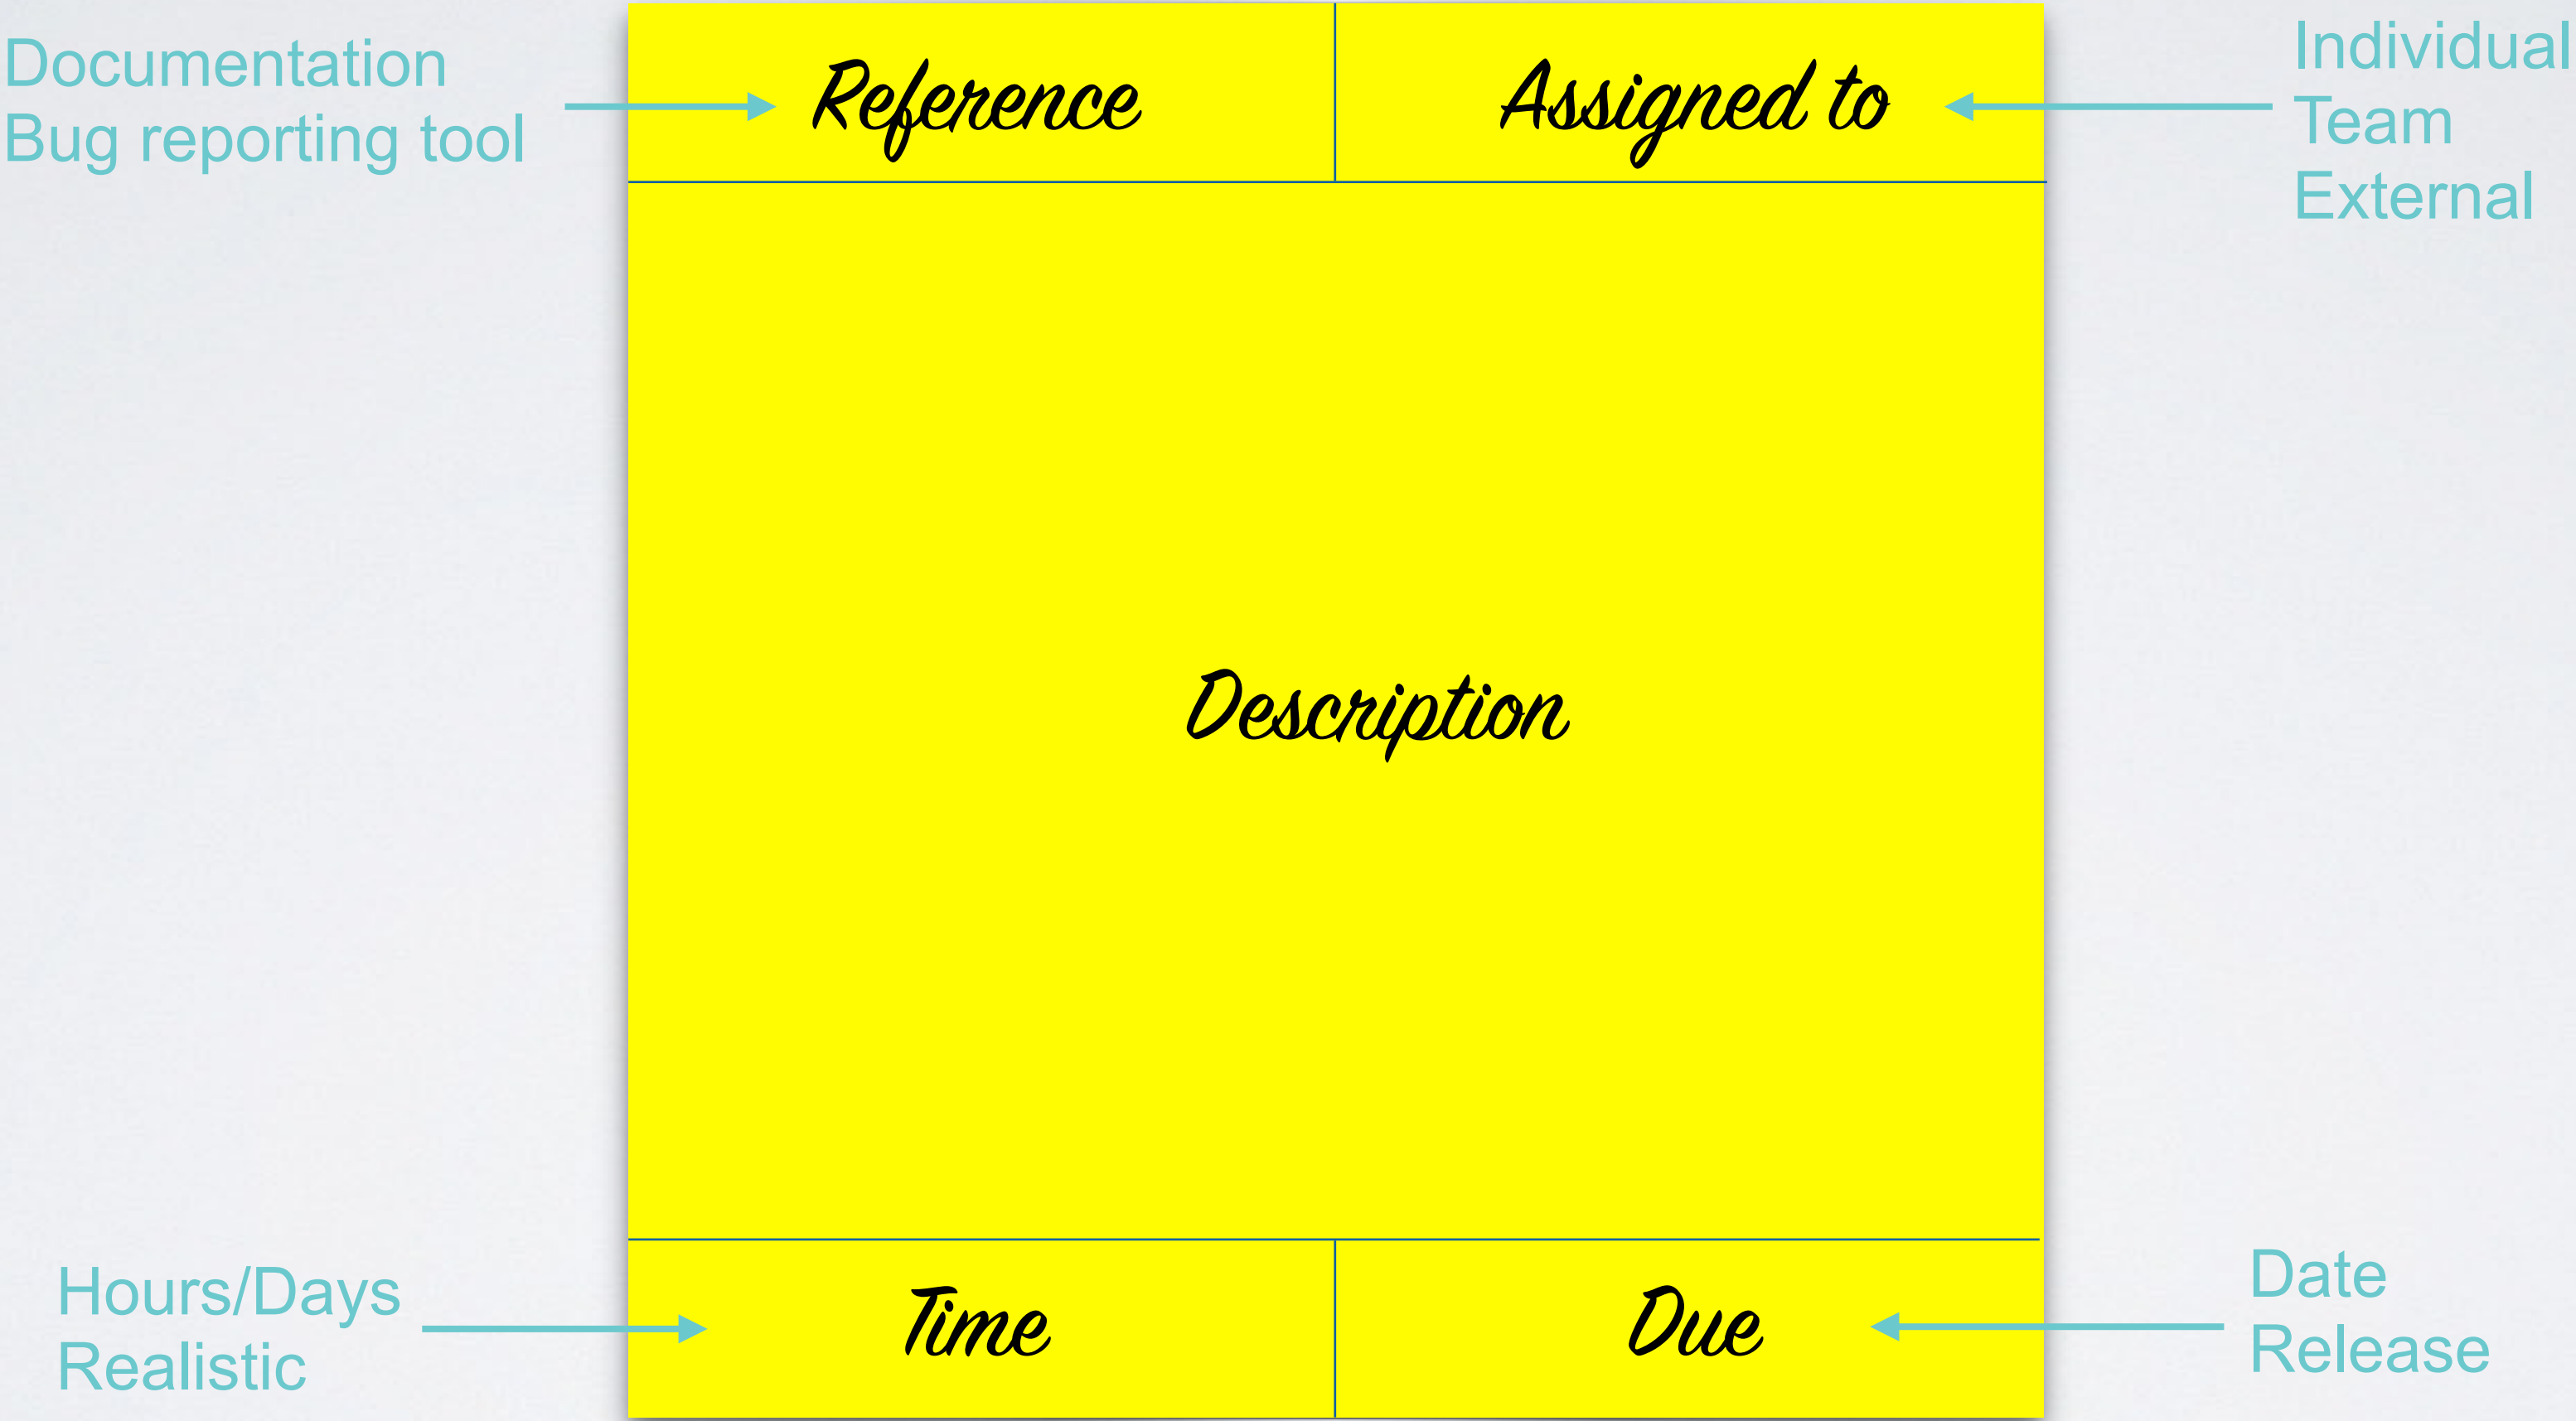 Documentation
Bug reporting tool
Reference
Assigned to
Individual
Team
External
Description
Hours/Days
Realistic
Time
Due
Date
Release